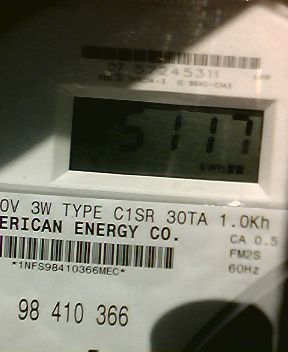 51117
kWh
0V 3W TYPE C1SR 30TA 1.0Kh
ERICAN ENERGY CO.
CA 0.5
*1NFS98410366MEC*
FM2S
60Hz
98 410 366